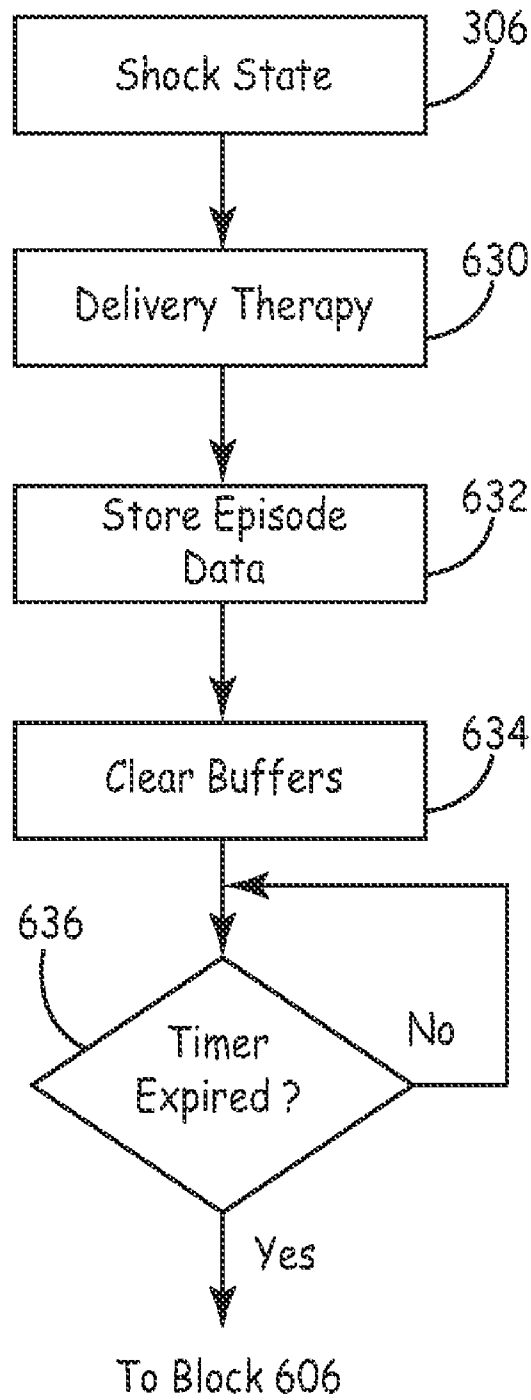 306
Shock State
630
Delivery Therapy
632
Store Episode
Data
634
Clear Buffers
636
Timer
Expired ?
No
Yes
To Block 606